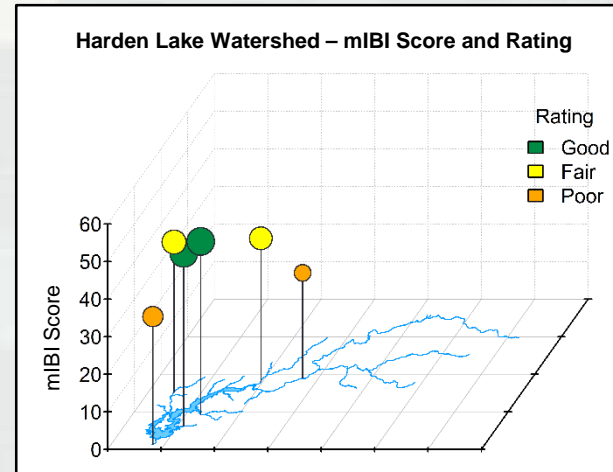 Harden Lake Watershed – mIBI Score and Rating
Rating
Good
Fair
Poor
mIBI Score
60
50
40
30
20
10
0